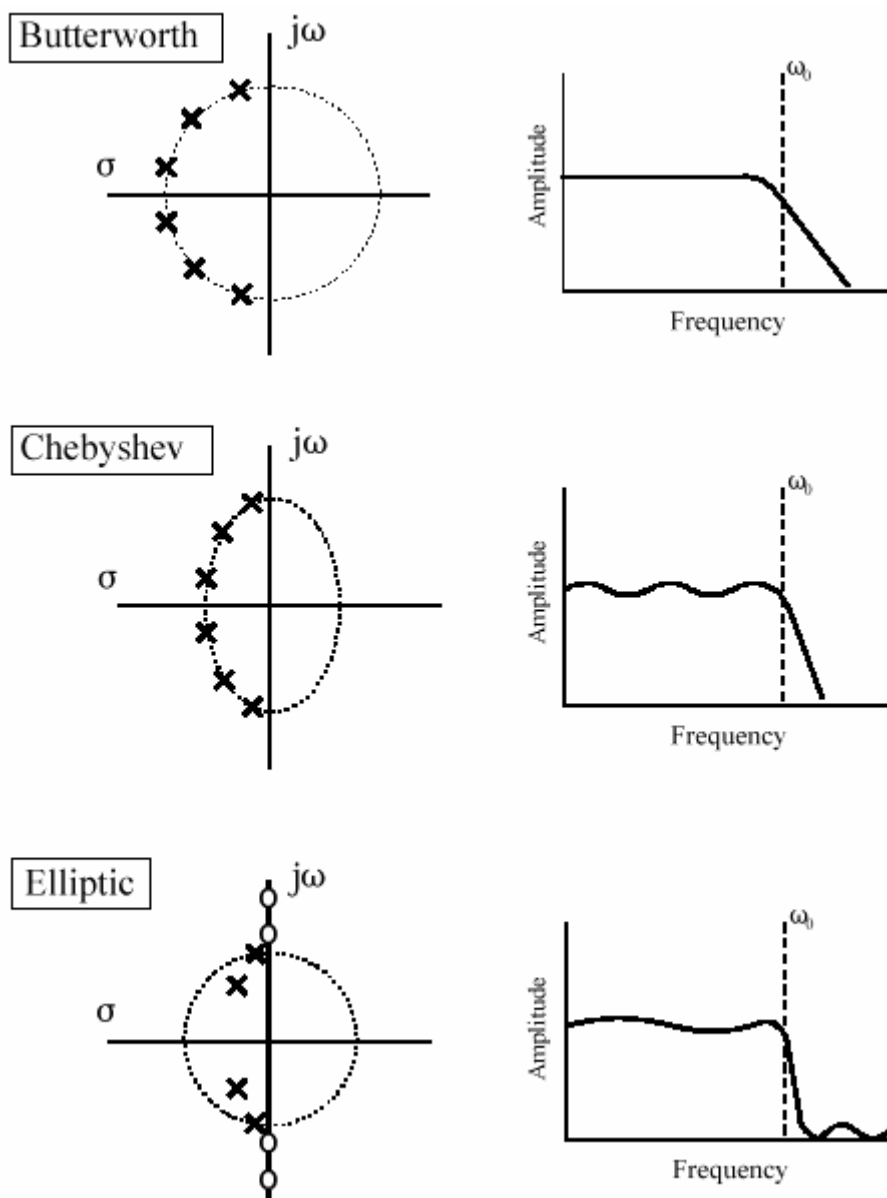 Butterworth
jω
σ
ω₀
Amplitude
Frequency
Chebyshev
jω
σ
ω₀
Amplitude
Frequency
Elliptic
jω
σ
ω₀
Amplitude
Frequency